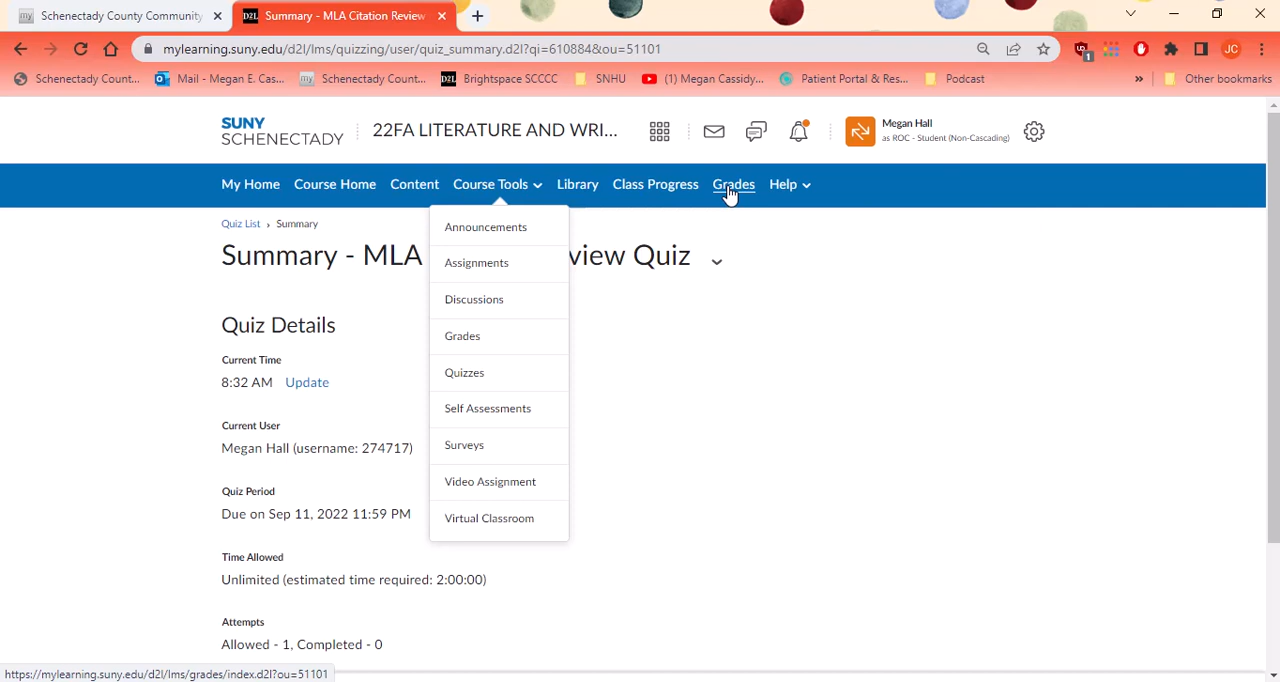 Schenectady County Community
D2L Summary - MLA Citation Review
mylearning.suny.edu/d2l/lms/quizzing/user/quiz_summary.d2l?qi=610884&ou=51101
1
JC
Schenectady Count...
Mail - Megan E. Cas...
my Schenectady Count...
D2L Brightspace SCCCC
SNHU
(1) Megan Cassidy...
Patient Portal & Res...
Podcast
»
Other bookmarks
SUNY
SCHENECTADY
22FA LITERATURE AND WRI...
Megan Hall
as ROC - Student (Non-Cascading)
My Home Course Home Content Course Tools Library Class Progress Grades Help
Quiz List › Summary
Summary - MLA view Quiz
Announcements
Assignments
Discussions
Grades
Quizzes
Self Assessments
Surveys
Video Assignment
Virtual Classroom
Quiz Details
Current Time
8:32 AM Update
Current User
Megan Hall (username: 274717)
Quiz Period
Due on Sep 11, 2022 11:59 PM
Time Allowed
Unlimited (estimated time required: 2:00:00)
Attempts
Allowed - 1, Completed - 0
https://mylearning.suny.edu/d2l/lms/grades/index.d2l?ou=51101